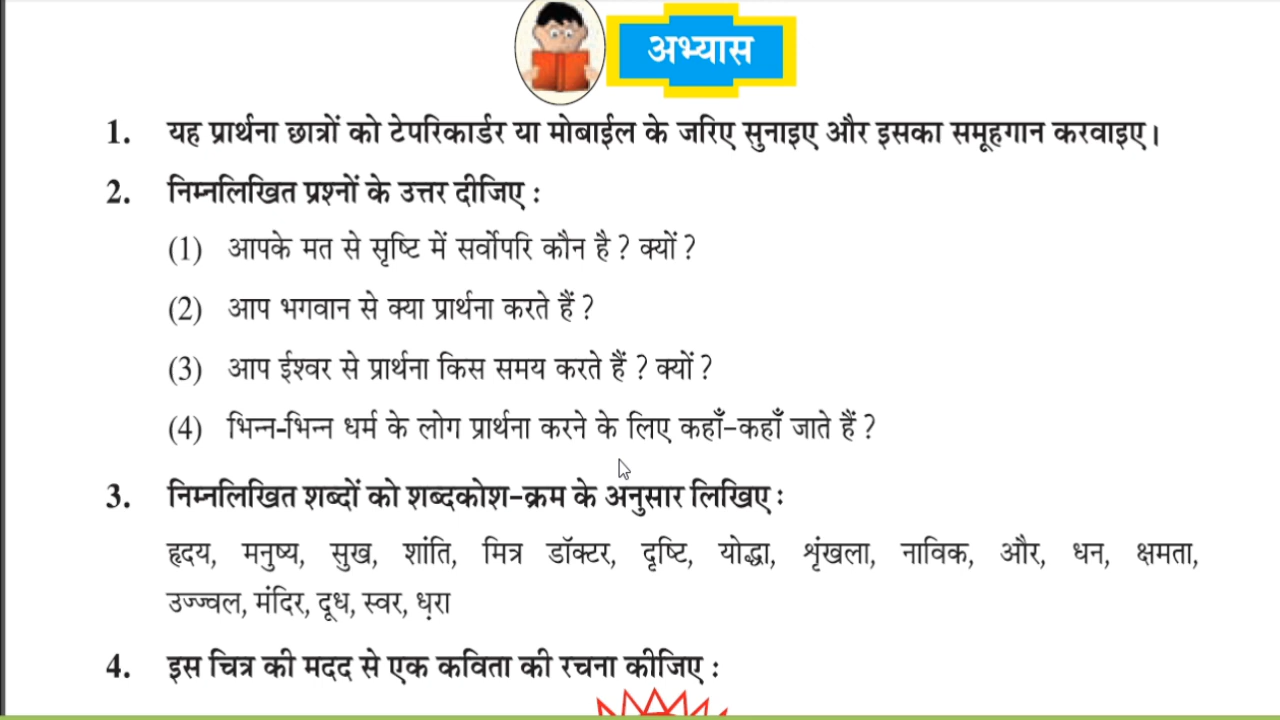 अभ्यास
1. यह प्रार्थना छात्रों को टेपरिकार्डर या मोबाईल के जरिए सुनाइए और इसका समूहगान करवाइए।
2. निम्नलिखित प्रश्नों के उत्तर दीजिए :
(1) आपके मत से सृष्टि में सर्वोपरि कौन है ? क्यों ?
(2) आप भगवान से क्या प्रार्थना करते हैं ?
(3) आप ईश्वर से प्रार्थना किस समय करते हैं ? क्यों ?
(4) भिन्न-भिन्न धर्म के लोग प्रार्थना करने के लिए कहाँ-कहाँ जाते हैं ?
3. निम्नलिखित शब्दों को शब्दकोश-क्रम के अनुसार लिखिए :
हृदय, मनुष्य, सुख, शांति, मित्र डॉक्टर, दृष्टि, योद्धा, शृंखला, नाविक, और, धन, क्षमता,
उज्ज्वल, मंदिर, दूध, स्वर, ध़रा
4. इस चित्र की मदद से एक कविता की रचना कीजिए :